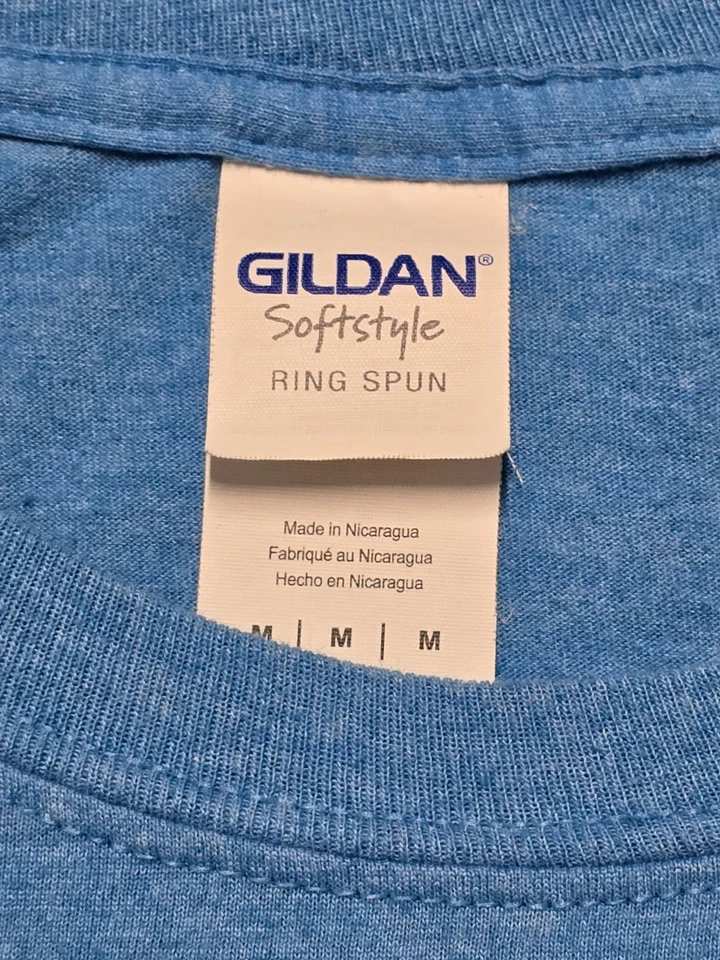 GILDAN®
Softstyle
RING SPUN
Made in Nicaragua
Fabriqué au Nicaragua
Hecho en Nicaragua
M | M | M